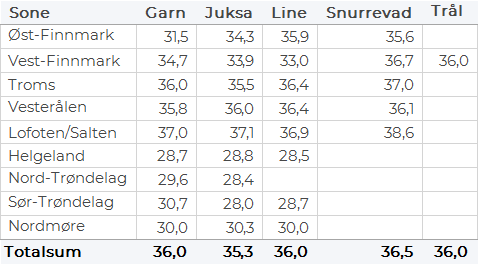 Sone Garn Juksa Line Snurrevad Trål
Øst-Finnmark 31,5 34,3 35,9 35,6
Vest-Finnmark 34,7 33,9 33,0 36,7 36,0
Troms 36,0 35,5 36,4 37,0
Vesterålen 35,8 36,0 36,4 36,1
Lofoten/Salten 37,0 37,1 36,9 38,6
Helgeland 28,7 28,8 28,5
Nord-Trøndelag 29,6 28,4
Sør-Trøndelag 30,7 28,0 28,7
Nordmøre 30,0 30,3 30,0
Totalsum 36,0 35,3 36,0 36,5 36,0